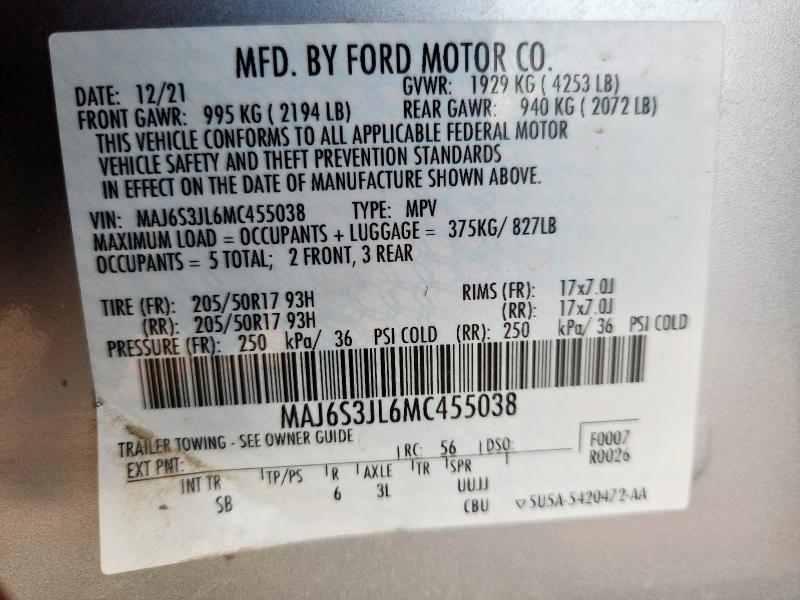 MFD. BY FORD MOTOR CO.
DATE: 12/21 GVWR: 1929 KG ( 4253 LB)
FRONT GAWR: 995 KG ( 2194 LB) REAR GAWR: 940 KG ( 2072 LB)
THIS VEHICLE CONFORMS TO ALL APPLICABLE FEDERAL MOTOR
VEHICLE SAFETY AND THEFT PREVENTION STANDARDS
IN EFFECT ON THE DATE OF MANUFACTURE SHOWN ABOVE.
VIN: MAJ6S3JL6MC455038 TYPE: MPV
MAXIMUM LOAD = OCCUPANTS + LUGGAGE = 375KG/ 827LB
OCCUPANTS = 5 TOTAL; 2 FRONT, 3 REAR
TIRE (FR): 205/50R17 93H RIMS (FR): 17x7.0J
(RR): 205/50R17 93H (RR): 17x7.0J
PRESSURE (FR): 250 kPa/ 36 PSI COLD (RR): 250 kPa/ 36 PSI COLD
MAJ6S3JL6MC455038
TRAILER TOWING - SEE OWNER GUIDE
RC: 56 DSO: F0007
EXT PNT: R0026
INT TR TP/PS R AXLE TR SPR
SB 6 3L UUJJ
CBU 5U5A-5420472-AA